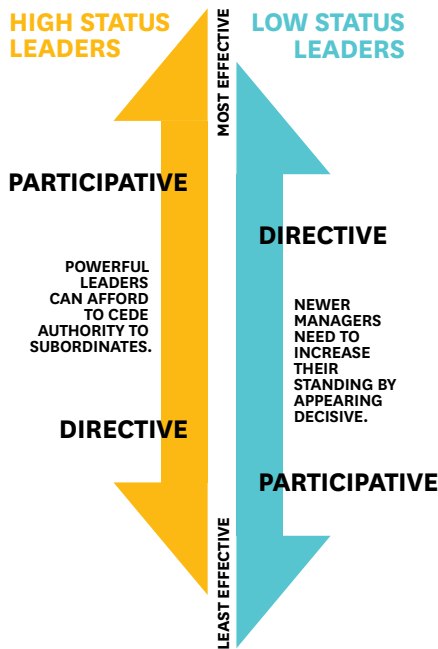 HIGH STATUS
LEADERS
MOST EFFECTIVE
LOW STATUS
LEADERS
PARTICIPATIVE
POWERFUL
LEADERS
CAN AFFORD
TO CEDE
AUTHORITY TO
SUBORDINATES.
DIRECTIVE
DIRECTIVE
NEWER
MANAGERS
NEED TO
INCREASE
THEIR
STANDING BY
APPEARING
DECISIVE.
PARTICIPATIVE
LEAST EFFECTIVE